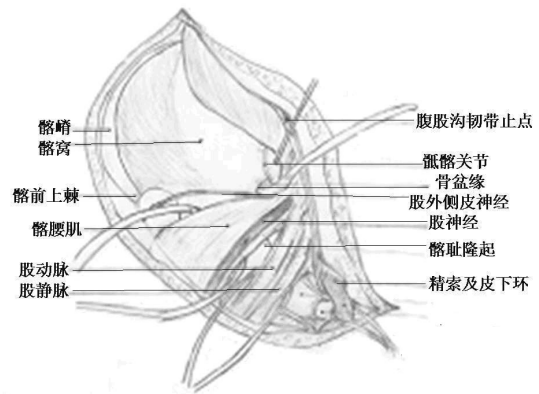 髂嵴
髂窝
髂前上棘
髂腰肌
股动脉
股静脉
腹股沟韧带止点
骶髂关节
骨盆缘
股外侧皮神经
股神经
髂耻隆起
精索及皮下环